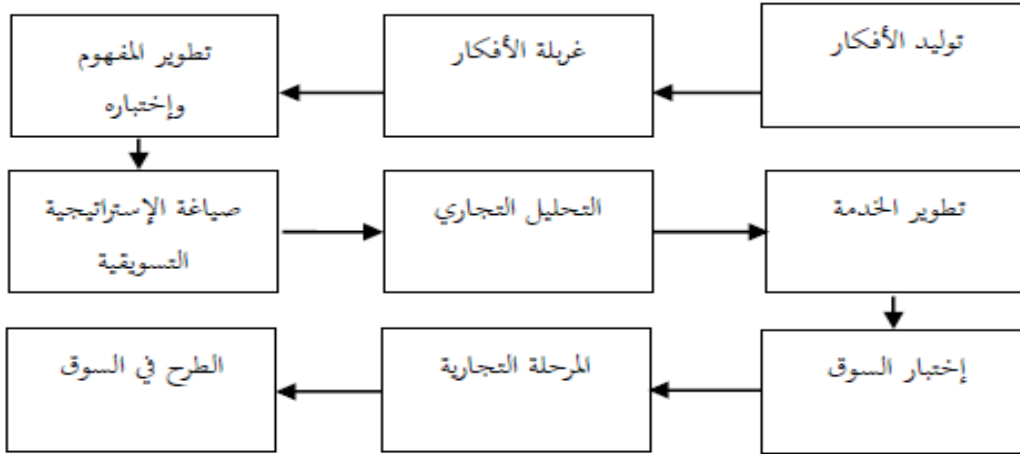 توليد الأفكار
غربلة الأفكار
تطوير المفهوم
وإختباره
صياغة الإستراتيجية
التسويقية
التحليل التجاري
تطوير الخدمة
إختبار السوق
المرحلة التجارية
الطرح في السوق